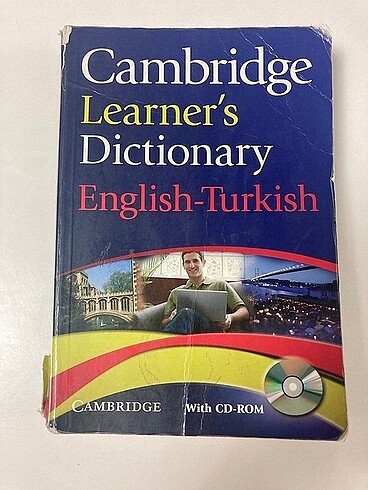 Cambridge
Learner's
Dictionary
English-Turkish
CAMBRIDGE With CD-ROM